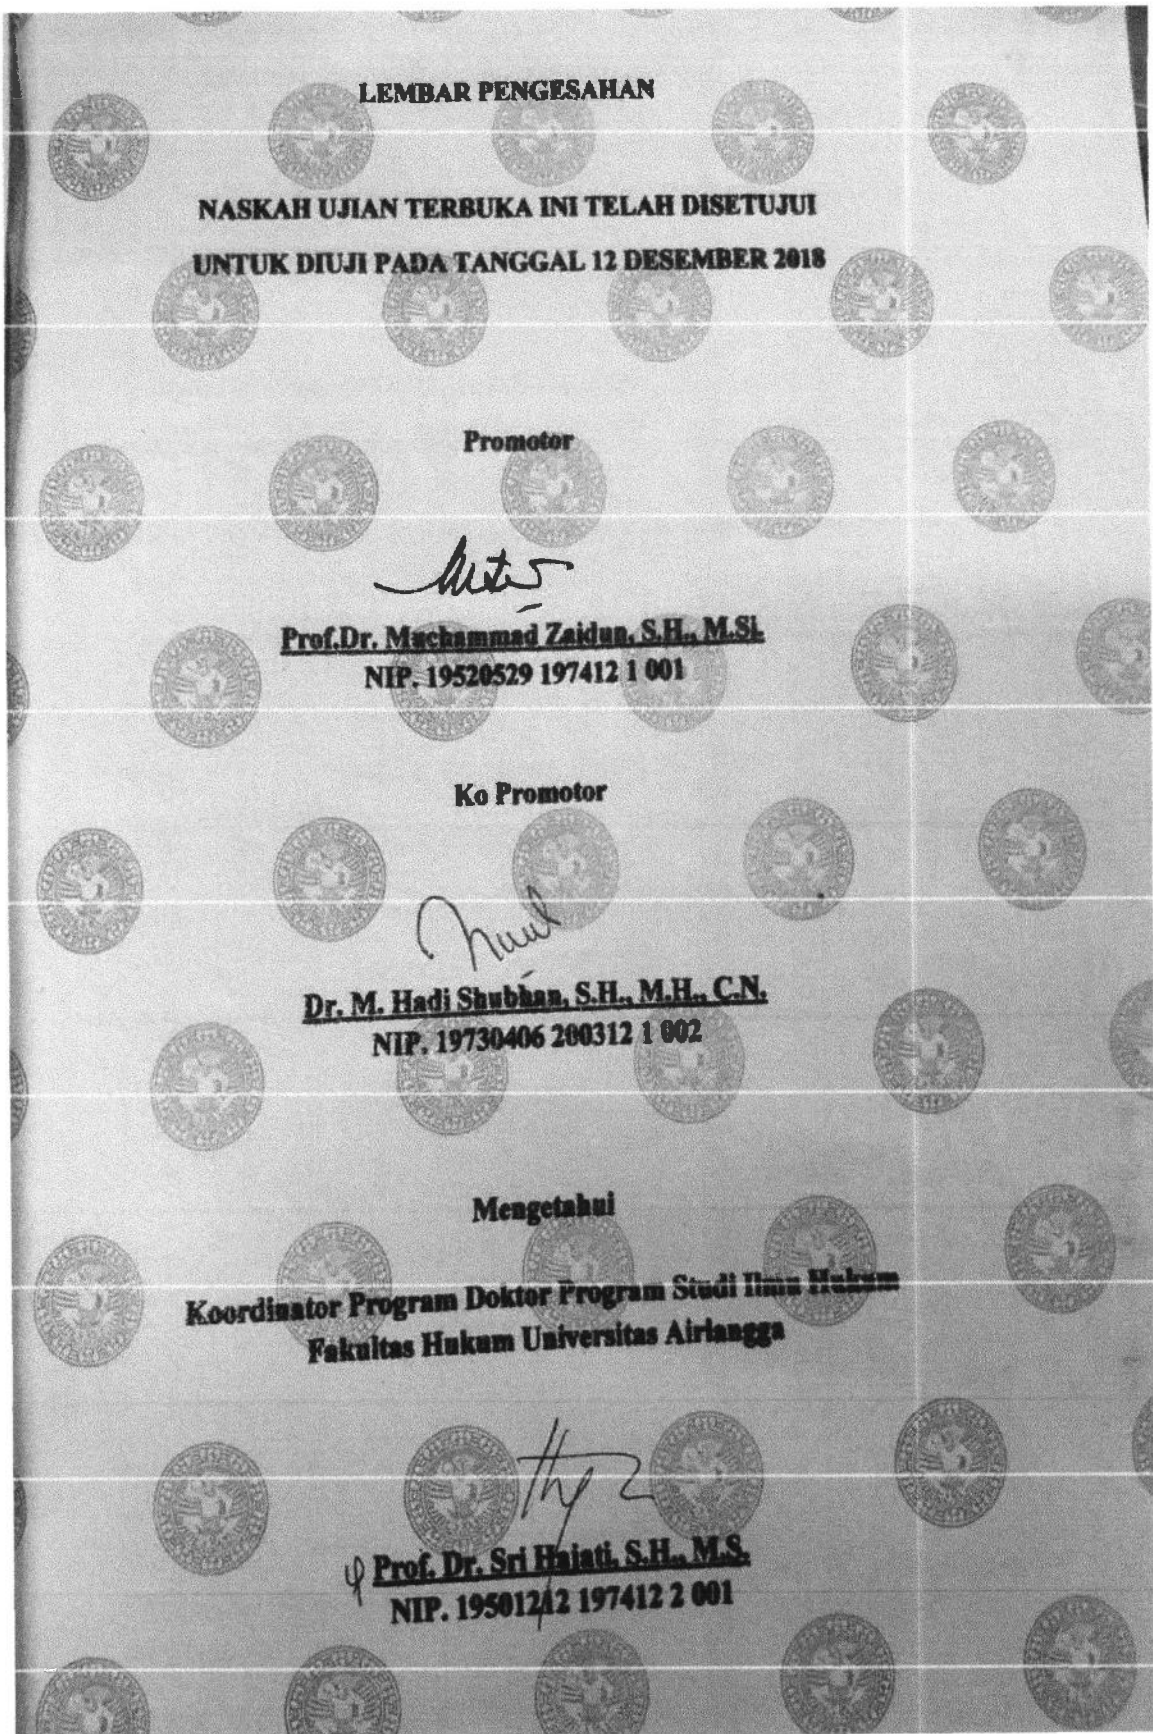 LEMBAR PENGESAHAN
NASKAH UJIAN TERBUKA INI TELAH DISETUJUI
UNTUK DIUJI PADA TANGGAL 12 DESEMBER 2018
Promotor
Prof.Dr. Muchammad Zaidun, S.H., M.Si.
NIP. 19520529 197412 1 001
Ko Promotor
Dr. M. Hadi Shubhan, S.H., M.H., C.N.
NIP. 19730406 200312 1 002
Mengetahui
Koordinator Program Doktor Program Studi Ilmu Hukum
Fakultas Hukum Universitas Airlangga
Prof. Dr. Sri Hajati, S.H., M.S.
NIP. 19501212 197412 2 001